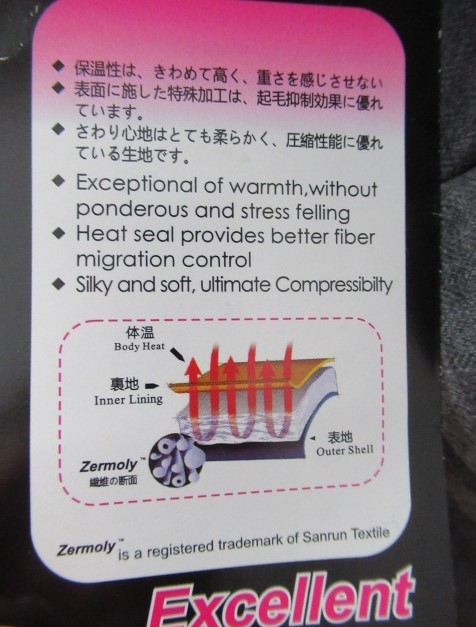 ◆ 保温性は、きわめて高く、重さを感じさせない
◆ 表面に施した特殊加工は、起毛抑制効果に優れ
ています。
◆ さわり心地はとても柔らかく、圧縮性能に優れ
ている生地です。
◆ Exceptional of warmth,without
ponderous and stress felling
◆ Heat seal provides better fiber
migration control
◆ Silky and soft, ultimate Compressibilty
体温
Body Heat
裏地
Inner Lining
表地
Outer Shell
Zermoly™
繊维の断面
Zermoly™ is a registered trademark of Sanrun Textile
Excellent